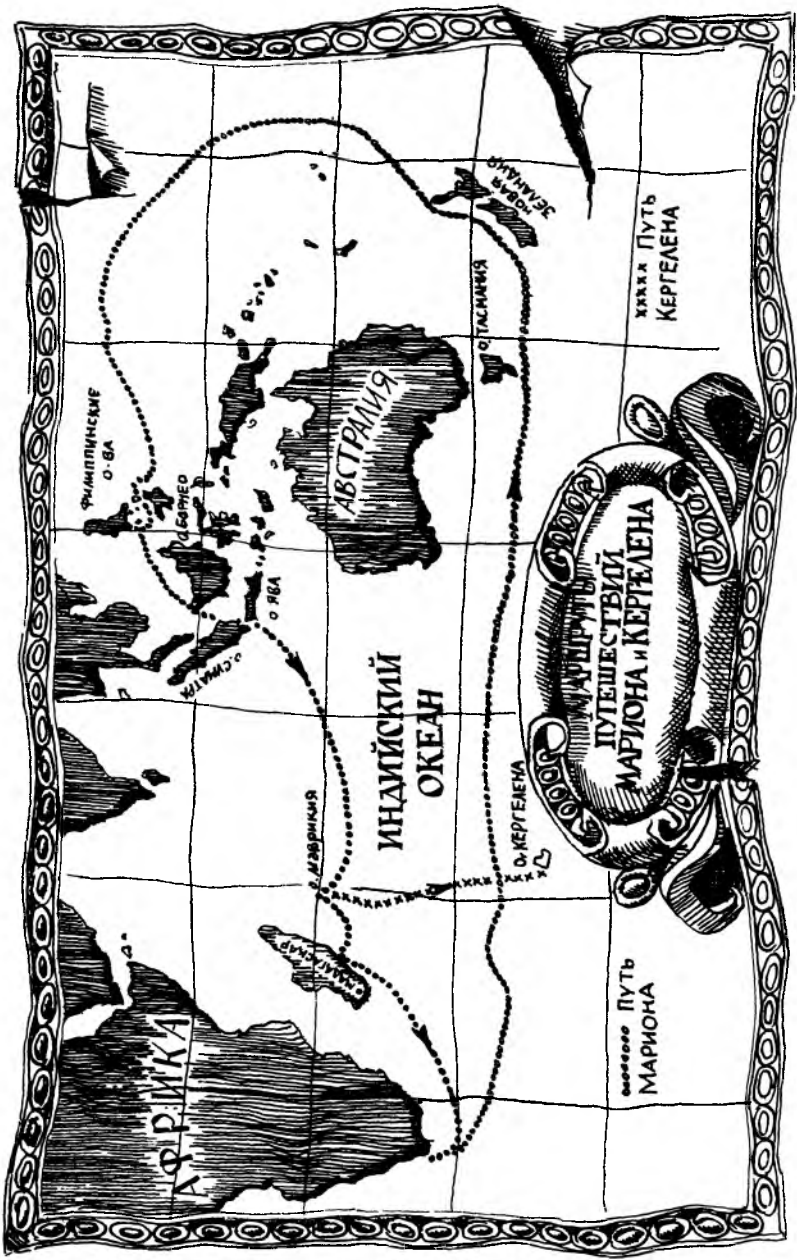 МАРШРУТЫ
ПУТЕШЕСТВИЙ
МАРИОНА И КЕРГЕЛЕНА
АФРИКА
О. МАДАГАСКАР
О. МАВРИКИЯ
О. КЕРГЕЛЕНА
ИНДИЙСКИЙ
ОКЕАН
О. СУМАТРА
О ЯВА
О. БОРНЕО
ФИЛИППИНСКИЕ
О-ВА
АВСТРАЛИЯ
О. ТАСМАНИЯ
НОВАЯ
ЗЕЛАНДИЯ
ПУТЬ
МАРИОНА
ххххх ПУТЬ
КЕРГЕЛЕНА